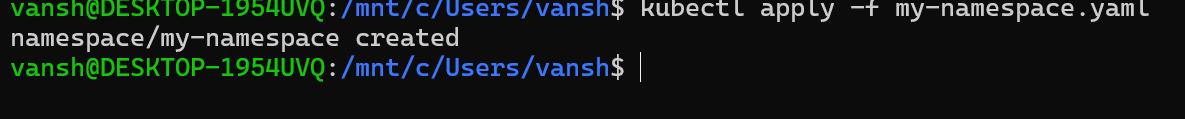 vansh@DESKTOP-1954UVQ:/mnt/c/Users/vansh$ kubectl apply -f my-namespace.yaml
namespace/my-namespace created
vansh@DESKTOP-1954UVQ:/mnt/c/Users/vansh$